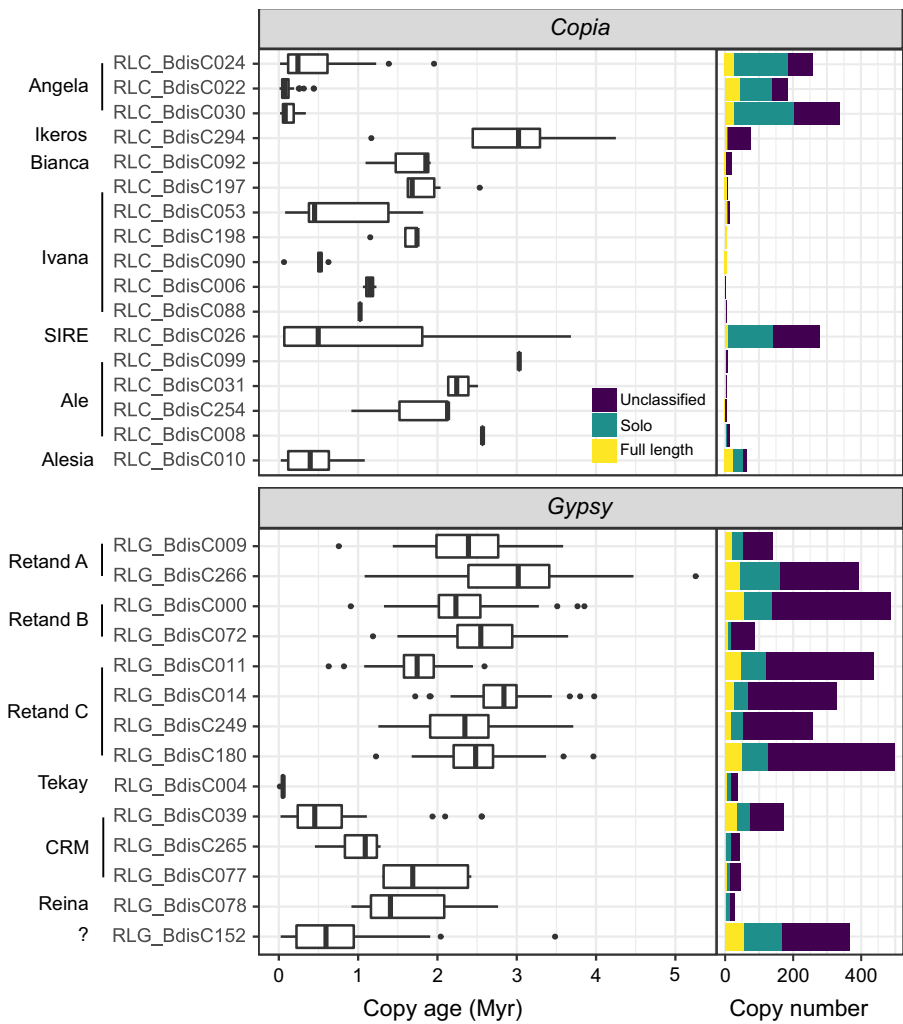 Copia
Angela
RLC_BdisC024
RLC_BdisC022
RLC_BdisC030
Ikeros RLC_BdisC294
Bianca RLC_BdisC092
Ivana
RLC_BdisC197
RLC_BdisC053
RLC_BdisC198
RLC_BdisC090
RLC_BdisC006
RLC_BdisC088
SIRE RLC_BdisC026
Ale
RLC_BdisC099
RLC_BdisC031
RLC_BdisC254
RLC_BdisC008
Alesia RLC_BdisC010
Unclassified
Solo
Full length
Gypsy
Retand A
RLG_BdisC009
RLG_BdisC266
Retand B
RLG_BdisC000
RLG_BdisC072
Retand C
RLG_BdisC011
RLG_BdisC014
RLG_BdisC249
RLG_BdisC180
Tekay RLG_BdisC004
CRM
RLG_BdisC039
RLG_BdisC265
RLG_BdisC077
Reina RLG_BdisC078
? RLG_BdisC152
0 1 2 3 4 5
0 200 400
Copy age (Myr)
Copy number